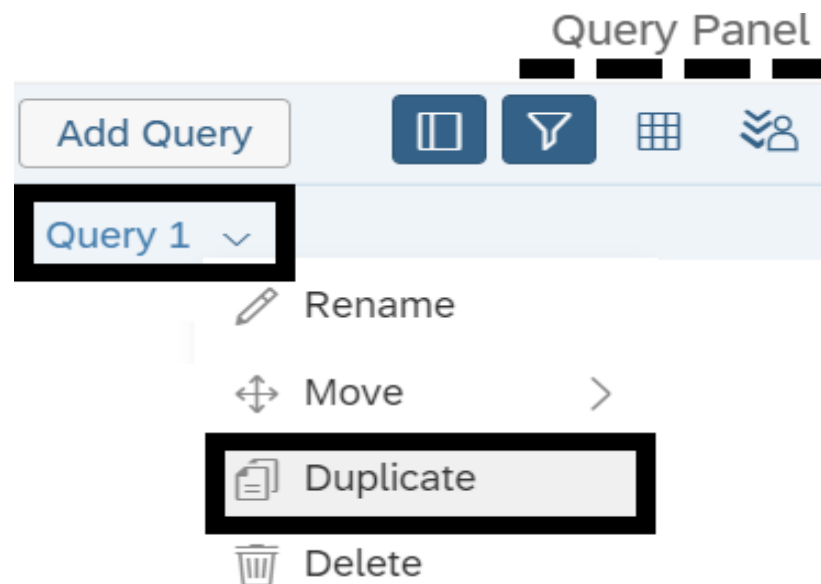 Query Panel
Add Query
Query 1
Rename
Move
Duplicate
Delete